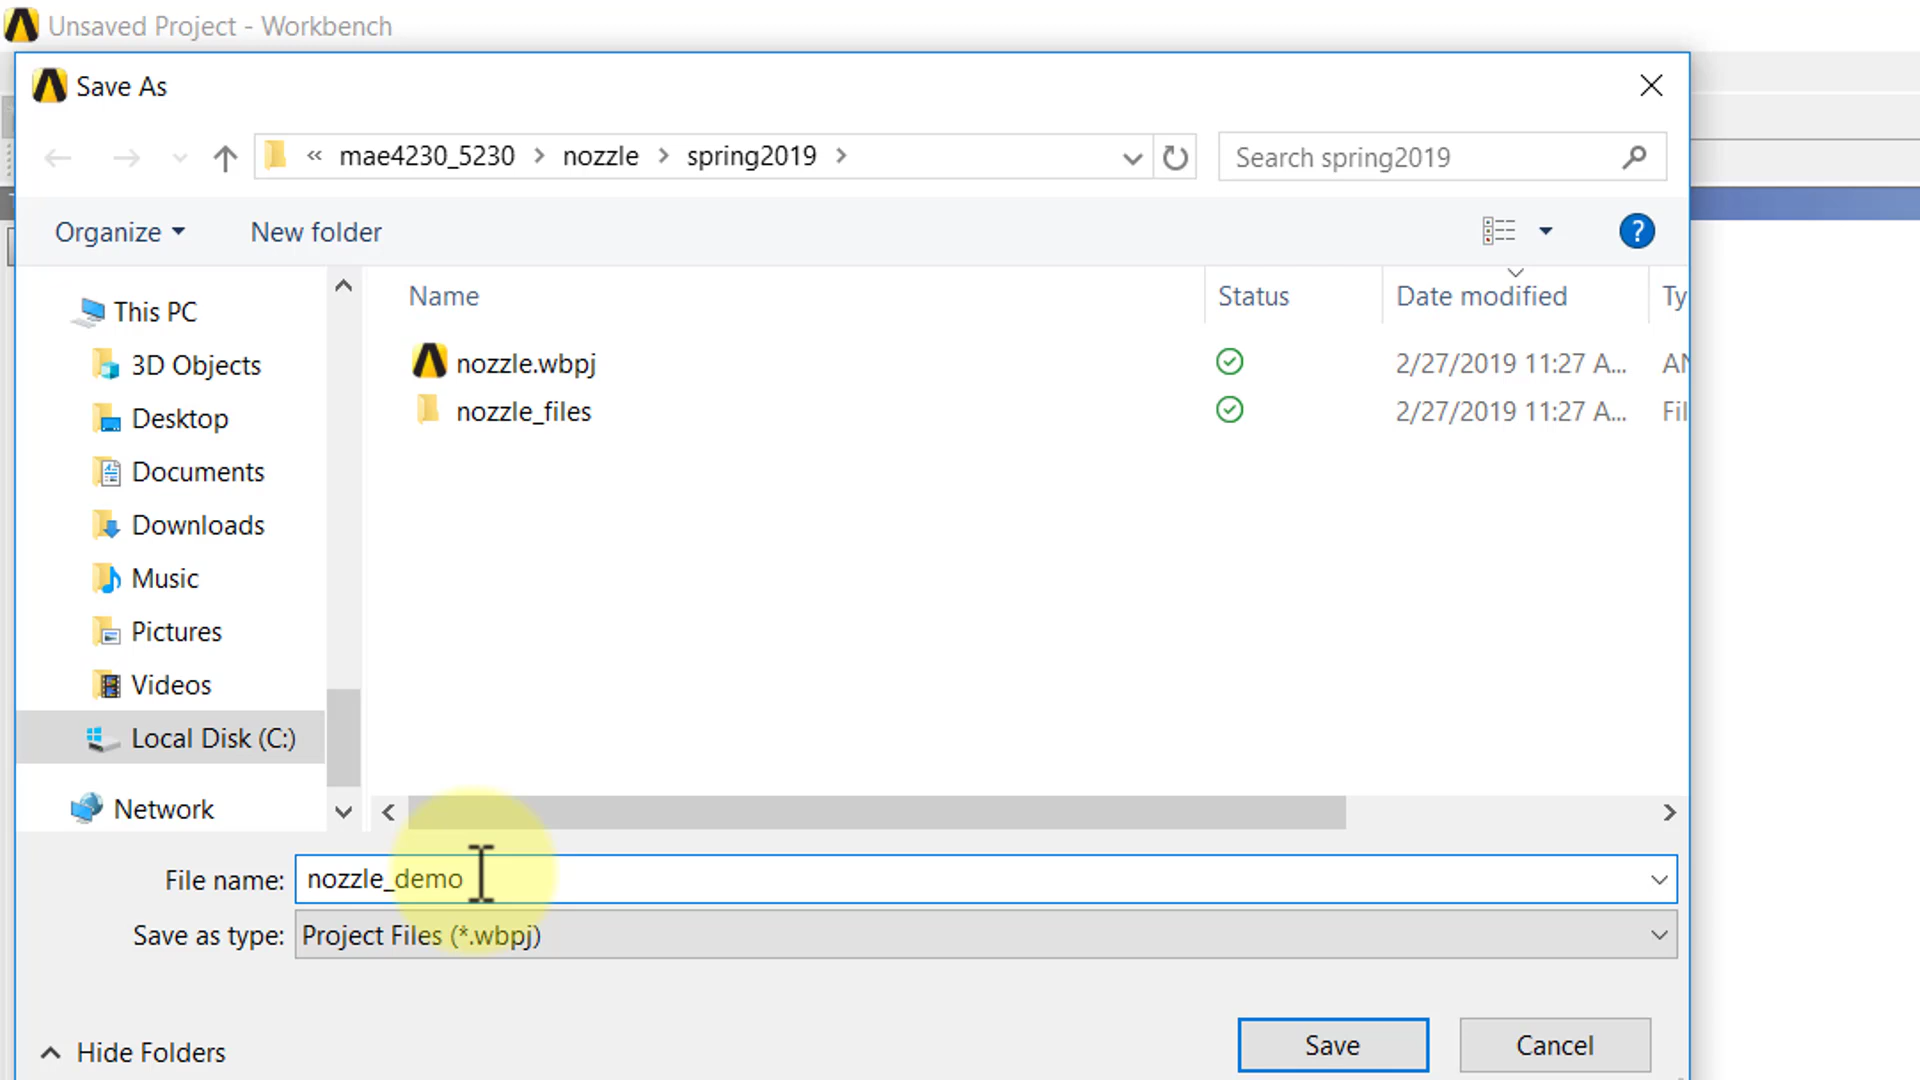 Unsaved Project - Workbench
Save As
« mae4230_5230 > nozzle > spring2019 >
Search spring2019
Organize
New folder
?
Name
Status
Date modified
Ty
This PC
3D Objects
Desktop
Documents
Downloads
Music
Pictures
Videos
Local Disk (C:)
Network
nozzle.wbpj
2/27/2019 11:27 A...
AN
nozzle_files
2/27/2019 11:27 A...
Fil
File name: nozzle_demo
Save as type: Project Files (*.wbpj)
Hide Folders
Save
Cancel